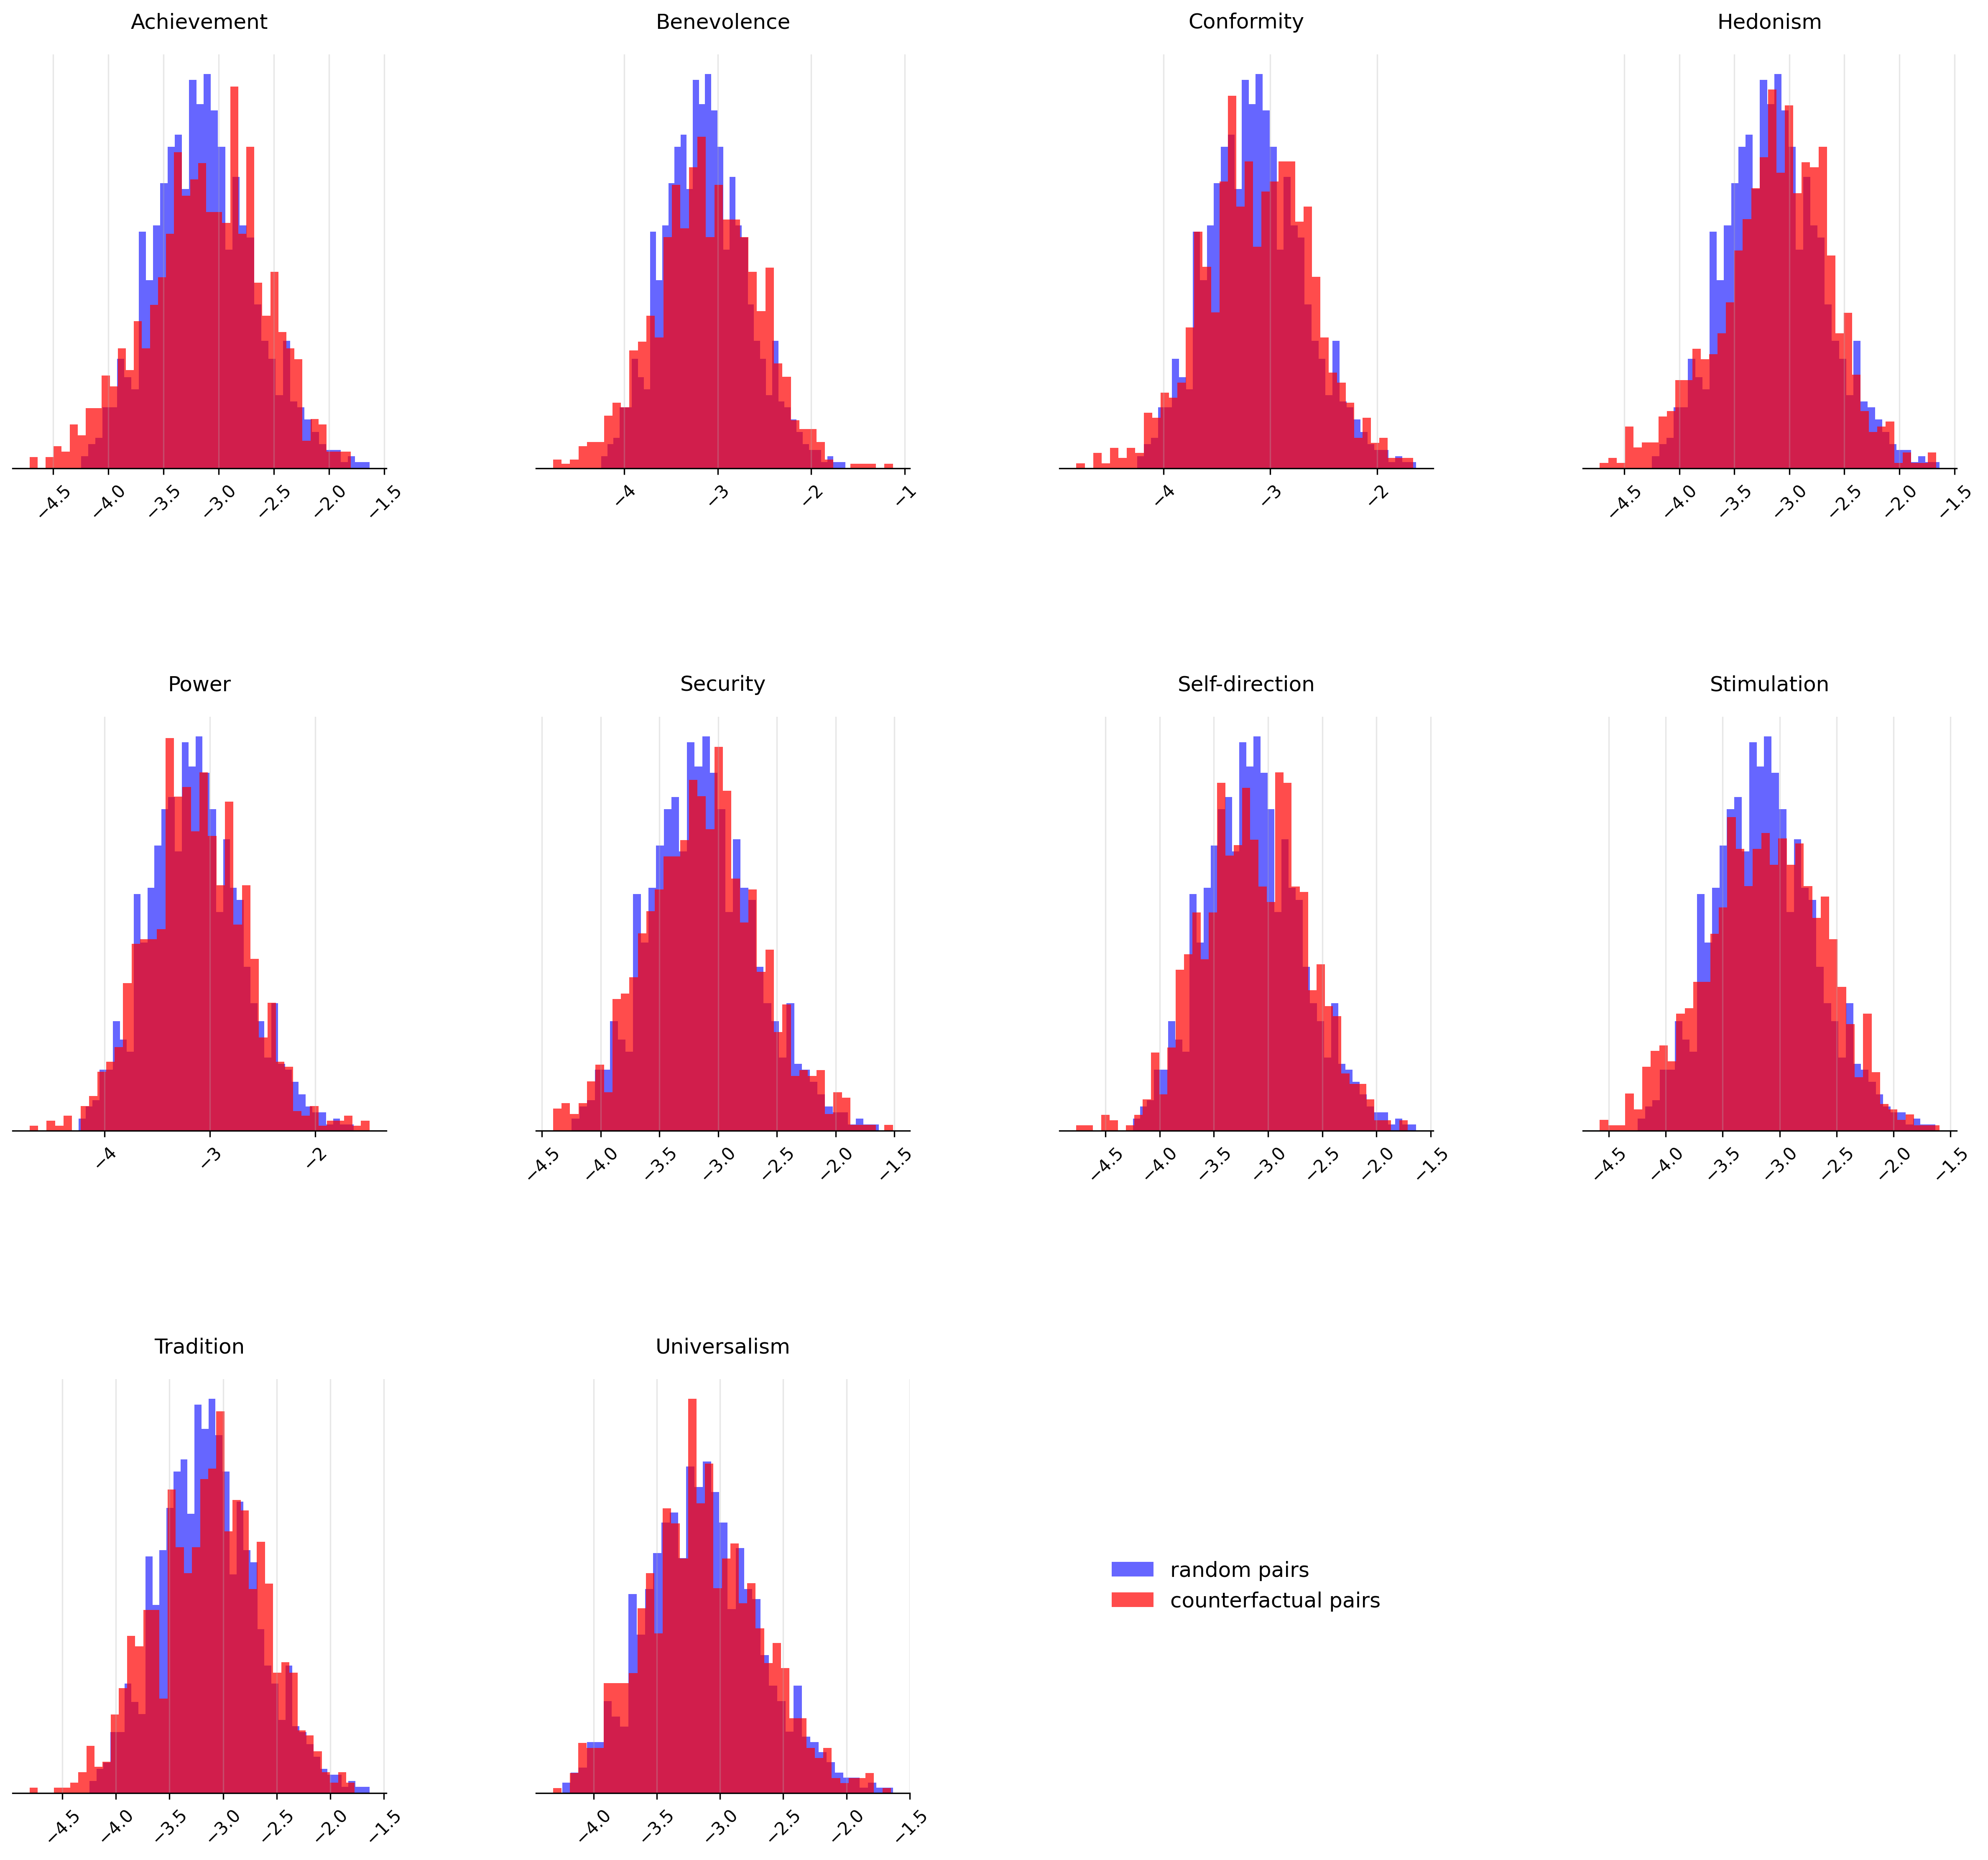 Achievement Benevolence Conformity Hedonism
−4.5 −4.0 −3.5 −3.0 −2.5 −2.0 −1.5
−4 −3 −2 −1
−4 −3 −2
−4.5 −4.0 −3.5 −3.0 −2.5 −2.0 −1.5
Power Security Self-direction Stimulation
−4 −3 −2
−4.5 −4.0 −3.5 −3.0 −2.5 −2.0 −1.5
−4.5 −4.0 −3.5 −3.0 −2.5 −2.0 −1.5
−4.5 −4.0 −3.5 −3.0 −2.5 −2.0 −1.5
Tradition Universalism
−4.5 −4.0 −3.5 −3.0 −2.5 −2.0 −1.5
−4.0 −3.5 −3.0 −2.5 −2.0 −1.5
random pairs
counterfactual pairs